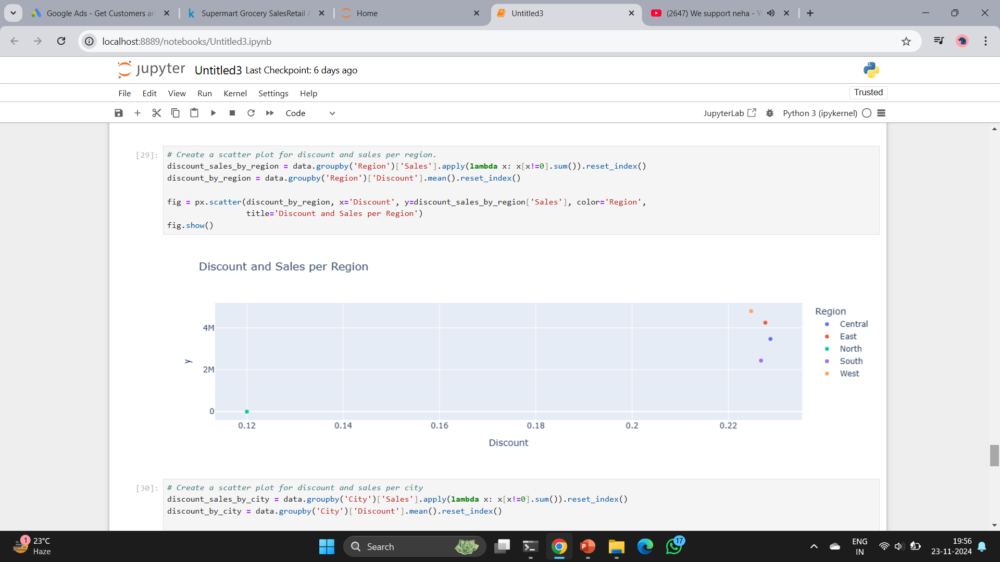 Google Ads - Get Customers an
Supermart Grocery SalesRetail A
Home
Untitled3
(2647) We support neha - Yo
localhost:8889/notebooks/Untitled3.ipynb
jupyter Untitled3 Last Checkpoint: 6 days ago
File Edit View Run Kernel Settings Help
Trusted
Code
JupyterLab
Python 3 (ipykernel)
[29]:
# Create a scatter plot for discount and sales per region.
discount_sales_by_region = data.groupby('Region')['Sales'].apply(lambda x: x[x!=0].sum()).reset_index()
discount_by_region = data.groupby('Region')['Discount'].mean().reset_index()
fig = px.scatter(discount_by_region, x='Discount', y=discount_sales_by_region['Sales'], color='Region',
title='Discount and Sales per Region')
fig.show()
Discount and Sales per Region
4M
2M
0
y
0.12 0.14 0.16 0.18 0.2 0.22
Discount
Region
Central
East
North
South
West
[30]:
# Create a scatter plot for discount and sales per city
discount_sales_by_city = data.groupby('City')['Sales'].apply(lambda x: x[x!=0].sum()).reset_index()
discount_by_city = data.groupby('City')['Discount'].mean().reset_index()
1
23°C
Haze
Search
P
17
ENG
IN
19:56
23-11-2024